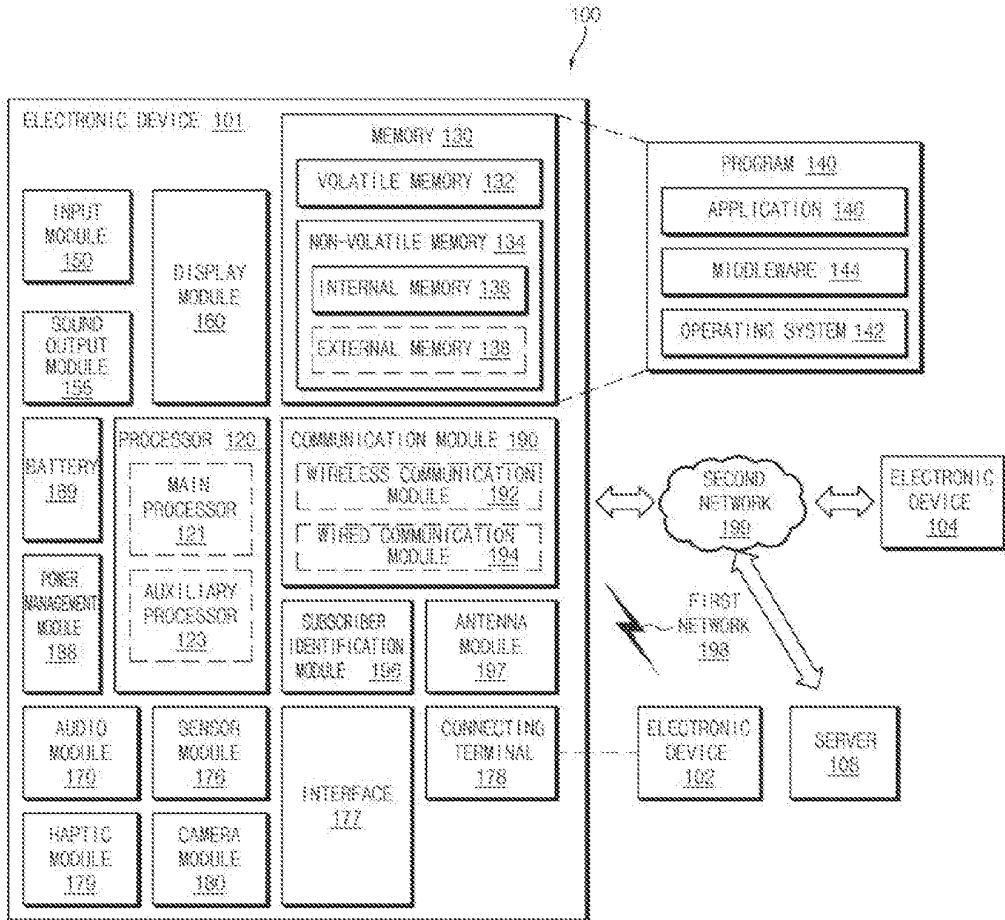 100
ELECTRONIC DEVICE 101
INPUT
MODULE
150
SOUND
OUTPUT
MODULE
155
DISPLAY
MODULE
160
MEMORY 130
VOLATILE MEMORY 132
NON-VOLATILE MEMORY 134
INTERNAL MEMORY 136
EXTERNAL MEMORY 138
PROGRAM 140
APPLICATION 146
MIDDLEWARE 144
OPERATING SYSTEM 142
BATTERY
189
POWER
MANAGEMENT
MODULE
188
PROCESSOR 120
MAIN
PROCESSOR
121
AUXILIARY
PROCESSOR
123
COMMUNICATION MODULE 190
WIRELESS COMMUNICATION
MODULE 192
WIRED COMMUNICATION
MODULE 194
SUBSCRIBER
IDENTIFICATION
MODULE 196
ANTENNA
MODULE
197
SECOND
NETWORK
199
ELECTRONIC
DEVICE
104
FIRST
NETWORK
198
AUDIO
MODULE
170
SENSOR
MODULE
176
INTERFACE
177
CONNECTING
TERMINAL
178
ELECTRONIC
DEVICE
102
SERVER
108
HAPTIC
MODULE
179
CAMERA
MODULE
180